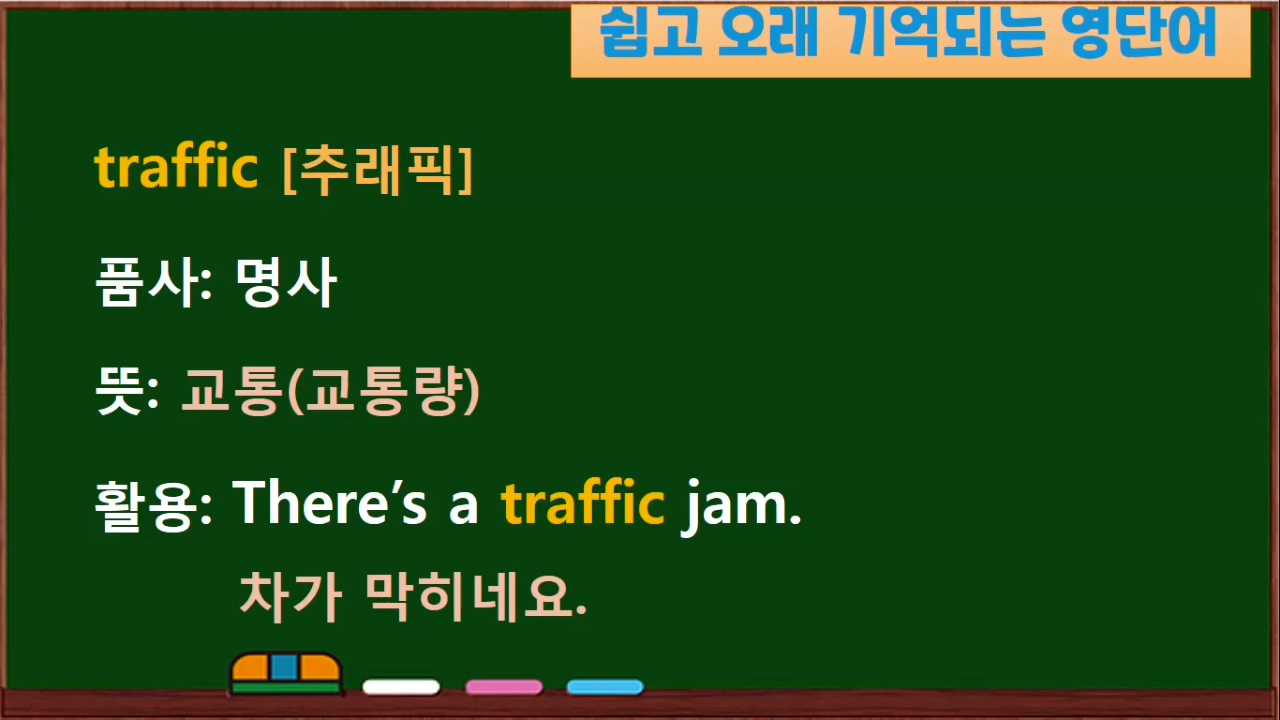 쉽고 오래 기억되는 영단어
traffic [추래픽]
품사: 명사
뜻: 교통(교통량)
활용: There’s a traffic jam.
차가 막히네요.